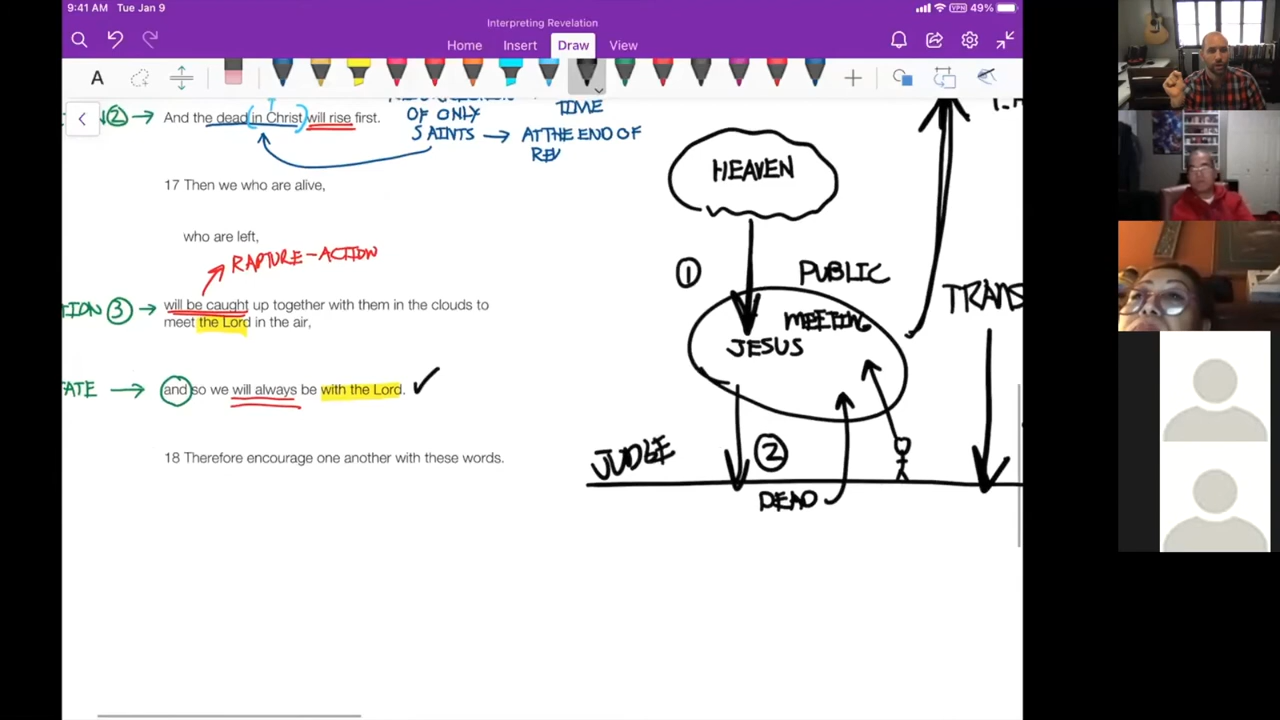 9:41 AM Tue Jan 9
VPN 49%
Interpreting Revelation
Home Insert Draw View
A
② → And the dead (in Christ) will rise first.
OF ONLY
SAINTS → AT THE END OF
REV
TIME
17 Then we who are alive,
who are left,
RAPTURE-ACTION
TION ③ → will be caught up together with them in the clouds to
meet the Lord in the air,
ATE → and so we will always be with the Lord.
18 Therefore encourage one another with these words.
HEAVEN
①
PUBLIC
MEETING
JESUS
TRANS
JUDGE
②
DEAD